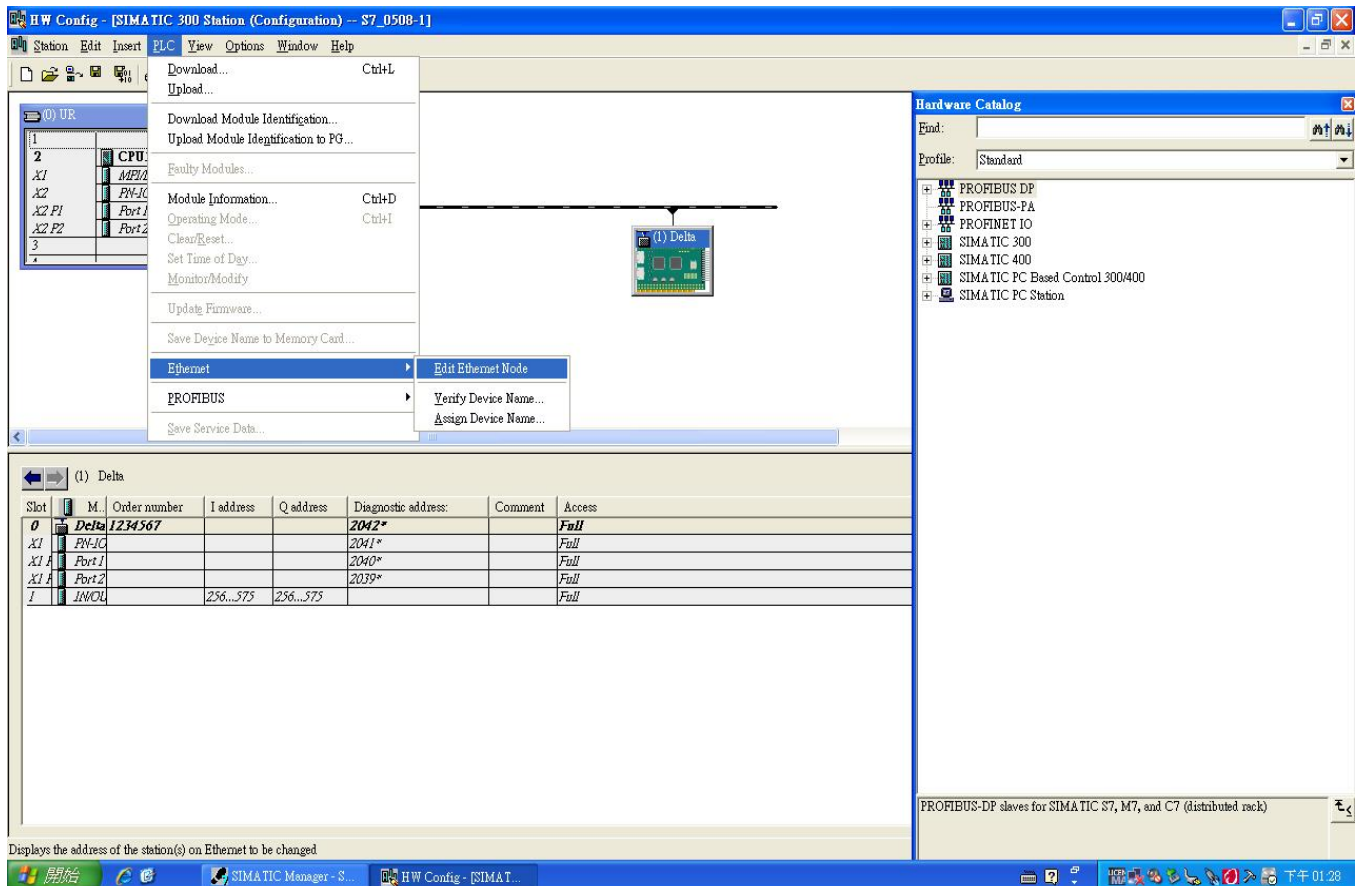 HW Config - [SIMATIC 300 Station (Configuration) -- S7_0508-1]
Station Edit Insert PLC View Options Window Help
Download... Ctrl+L
Upload...
Download Module Identification...
Upload Module Identification to PG...
Faulty Modules...
Module Information... Ctrl+D
Operating Mode... Ctrl+I
Clear/Reset...
Set Time of Day...
Monitor/Modify
Update Firmware...
Save Device Name to Memory Card...
Ethernet
PROFIBUS
Save Service Data...
Edit Ethernet Node
Verify Device Name...
Assign Device Name...
(0) UR
1
2 CPU
X1 MPI/
X2 PN-IO
X2 P1 Port 1
X2 P2 Port 2
3
(1) Delta
Hardware Catalog
Find:
Profile: Standard
PROFIBUS DP
PROFIBUS-PA
PROFINET IO
SIMATIC 300
SIMATIC 400
SIMATIC PC Based Control 300/400
SIMATIC PC Station
PROFIBUS-DP slaves for SIMATIC S7, M7, and C7 (distributed rack)
(1) Delta
Slot M.. Order number I address Q address Diagnostic address: Comment Access
0 Delta 1234567 2042* Full
X1 PN-IO 2041* Full
X1 P Port 1 2040* Full
X1 P Port 2 2039* Full
1 IN/OU 256...575 256...575 Full
Displays the address of the station(s) on Ethernet to be changed
開始 SIMATIC Manager - S... HW Config - [SIMAT... 下午 01:28